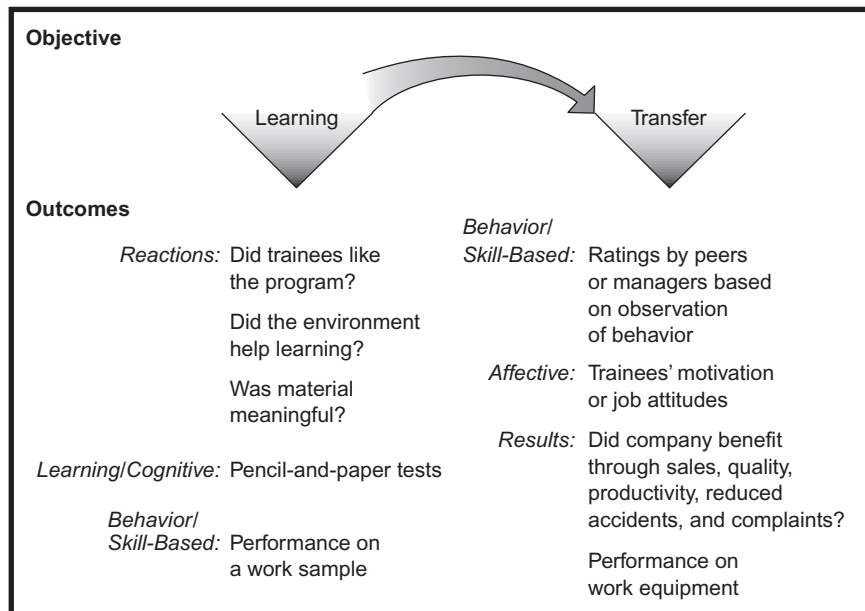 Objective
Learning
Transfer
Outcomes
Reactions: Did trainees like
the program?
Did the environment
help learning?
Was material
meaningful?
Learning/Cognitive: Pencil-and-paper tests
Behavior/
Skill-Based: Performance on
a work sample
Behavior/
Skill-Based: Ratings by peers
or managers based
on observation
of behavior
Affective: Trainees’ motivation
or job attitudes
Results: Did company benefit
through sales, quality,
productivity, reduced
accidents, and complaints?
Performance on
work equipment